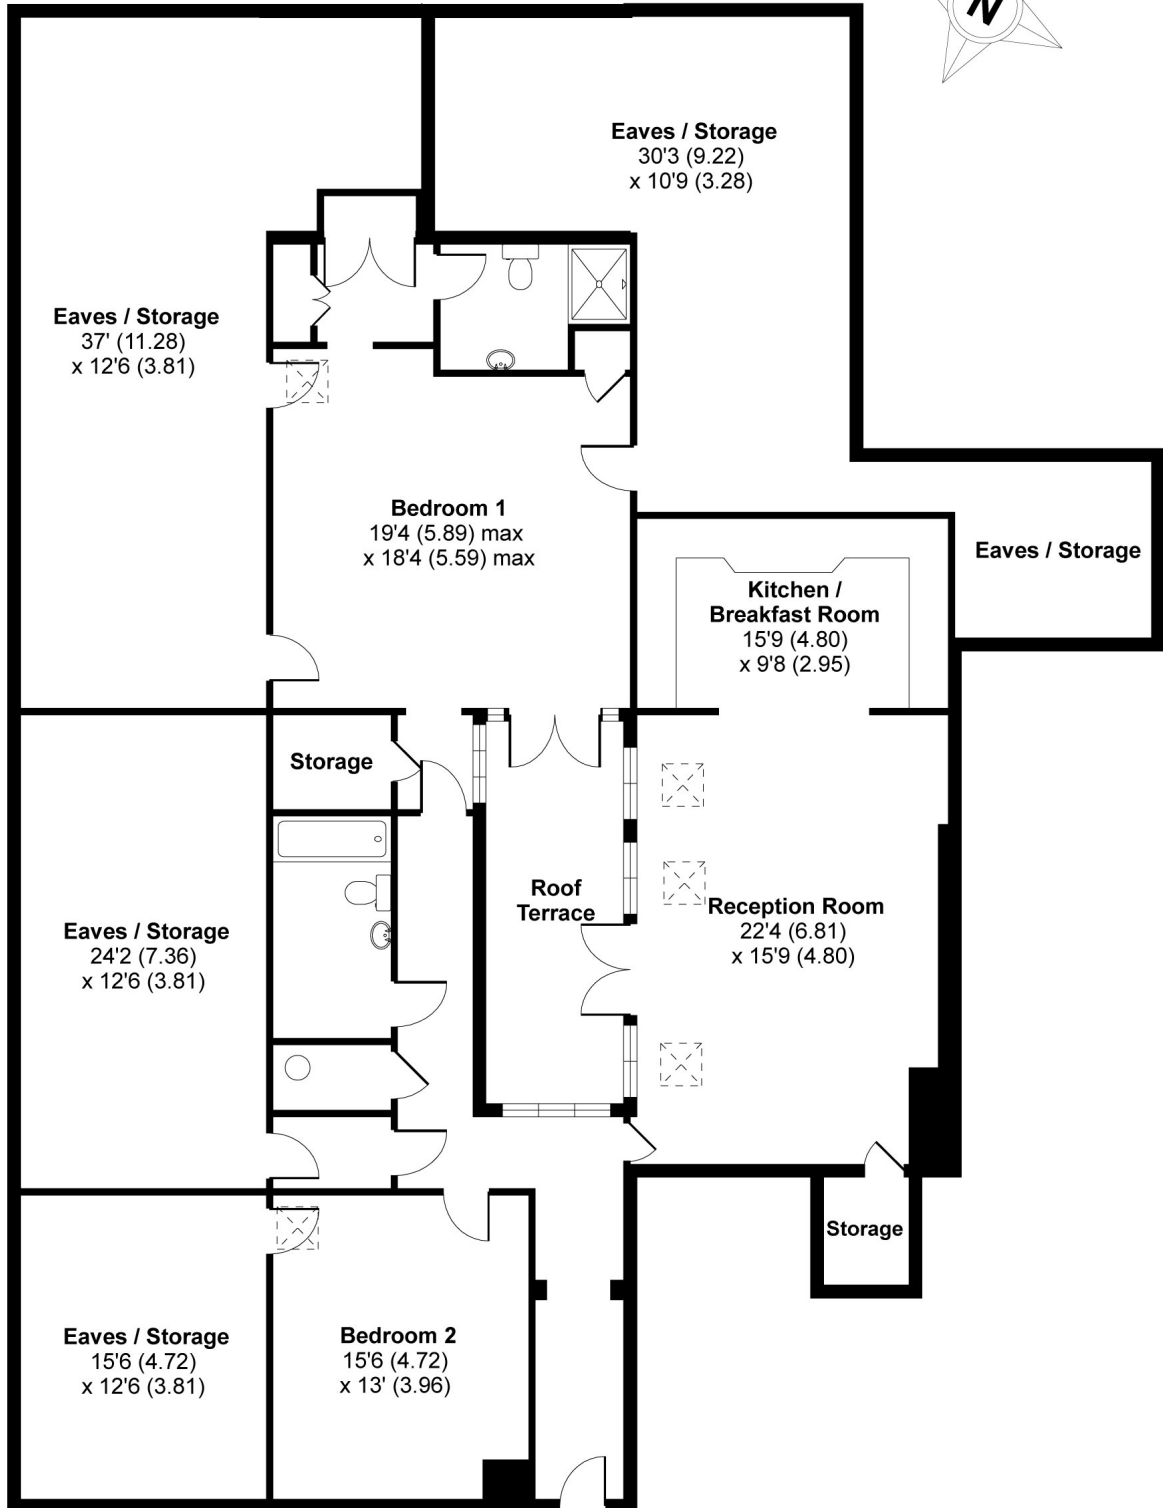 N
Eaves / Storage
30'3 (9.22)
x 10'9 (3.28)
Eaves / Storage
37' (11.28)
x 12'6 (3.81)
Bedroom 1
19'4 (5.89) max
x 18'4 (5.59) max
Eaves / Storage
Kitchen /
Breakfast Room
15'9 (4.80)
x 9'8 (2.95)
Storage
Roof
Terrace
Reception Room
22'4 (6.81)
x 15'9 (4.80)
Eaves / Storage
24'2 (7.36)
x 12'6 (3.81)
Storage
Eaves / Storage
15'6 (4.72)
x 12'6 (3.81)
Bedroom 2
15'6 (4.72)
x 13' (3.96)